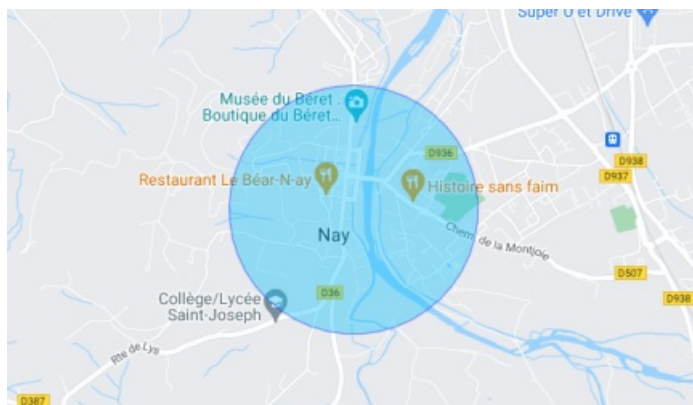 Super U et Drive
Musée du Béret .
Boutique du Béret...
D936
D938
D937
Restaurant Le Béar-N-ay
Histoire sans faim
Nay
Chem. de la Montjoie
D507
D36
D938
Collège/Lycée
Saint-Joseph
Rte de Lys
D387